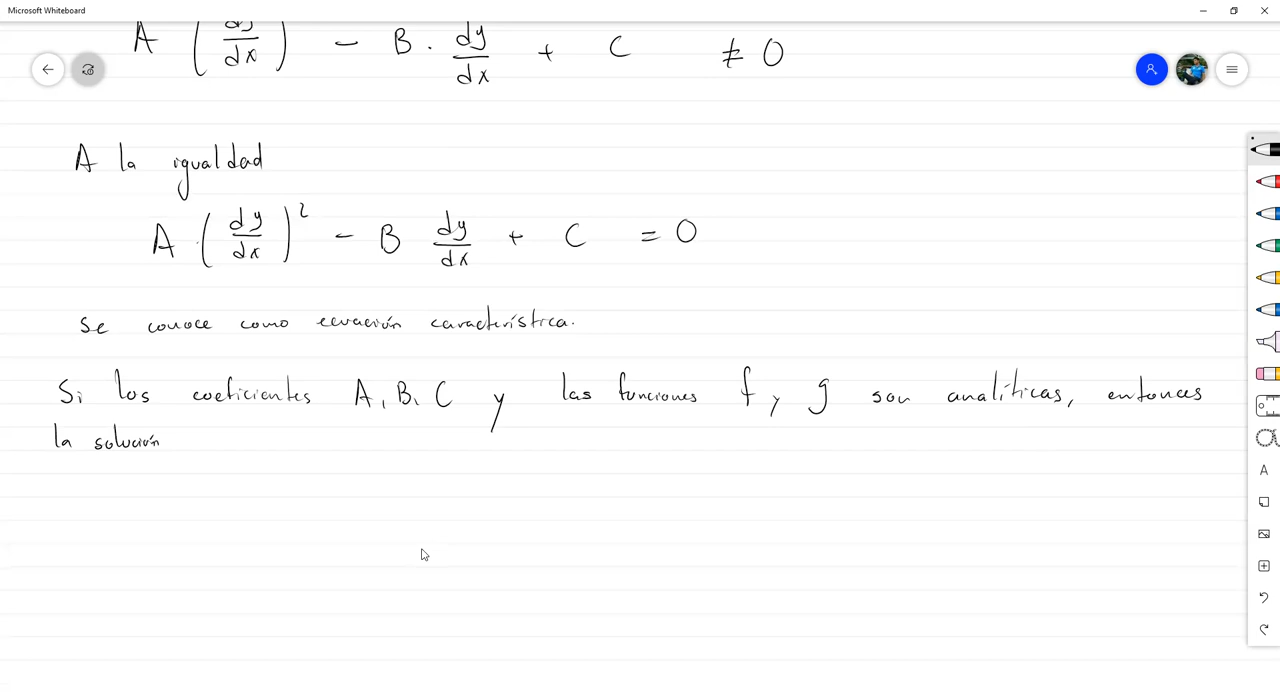 Microsoft Whiteboard
A (dy/dx) - B · dy/dx + C ≠ 0
A la igualdad
A · (dy/dx)² - B dy/dx + C = 0
Se conoce como ecuación característica.
Si los coeficientes A, B, C y las funciones f y g son analíticas, entonces
la solución
A